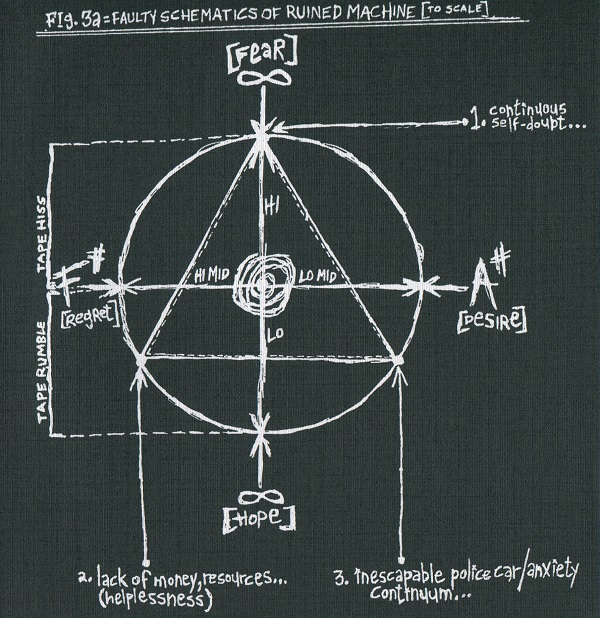 FIG. 3a = FAULTY SCHEMATICS OF RUINED MACHINE [TO SCALE]
[FEAR]
∞
1. continuous
self-doubt...
TAPE HISS
HI
HI MID
LO MID
F#
[REGRET]
A#
[DESIRE]
LO
TAPE RUMBLE
∞
[HOPE]
2. lack of money, resources...
(helplessness)
3. inescapable police car/anxiety
continuum...